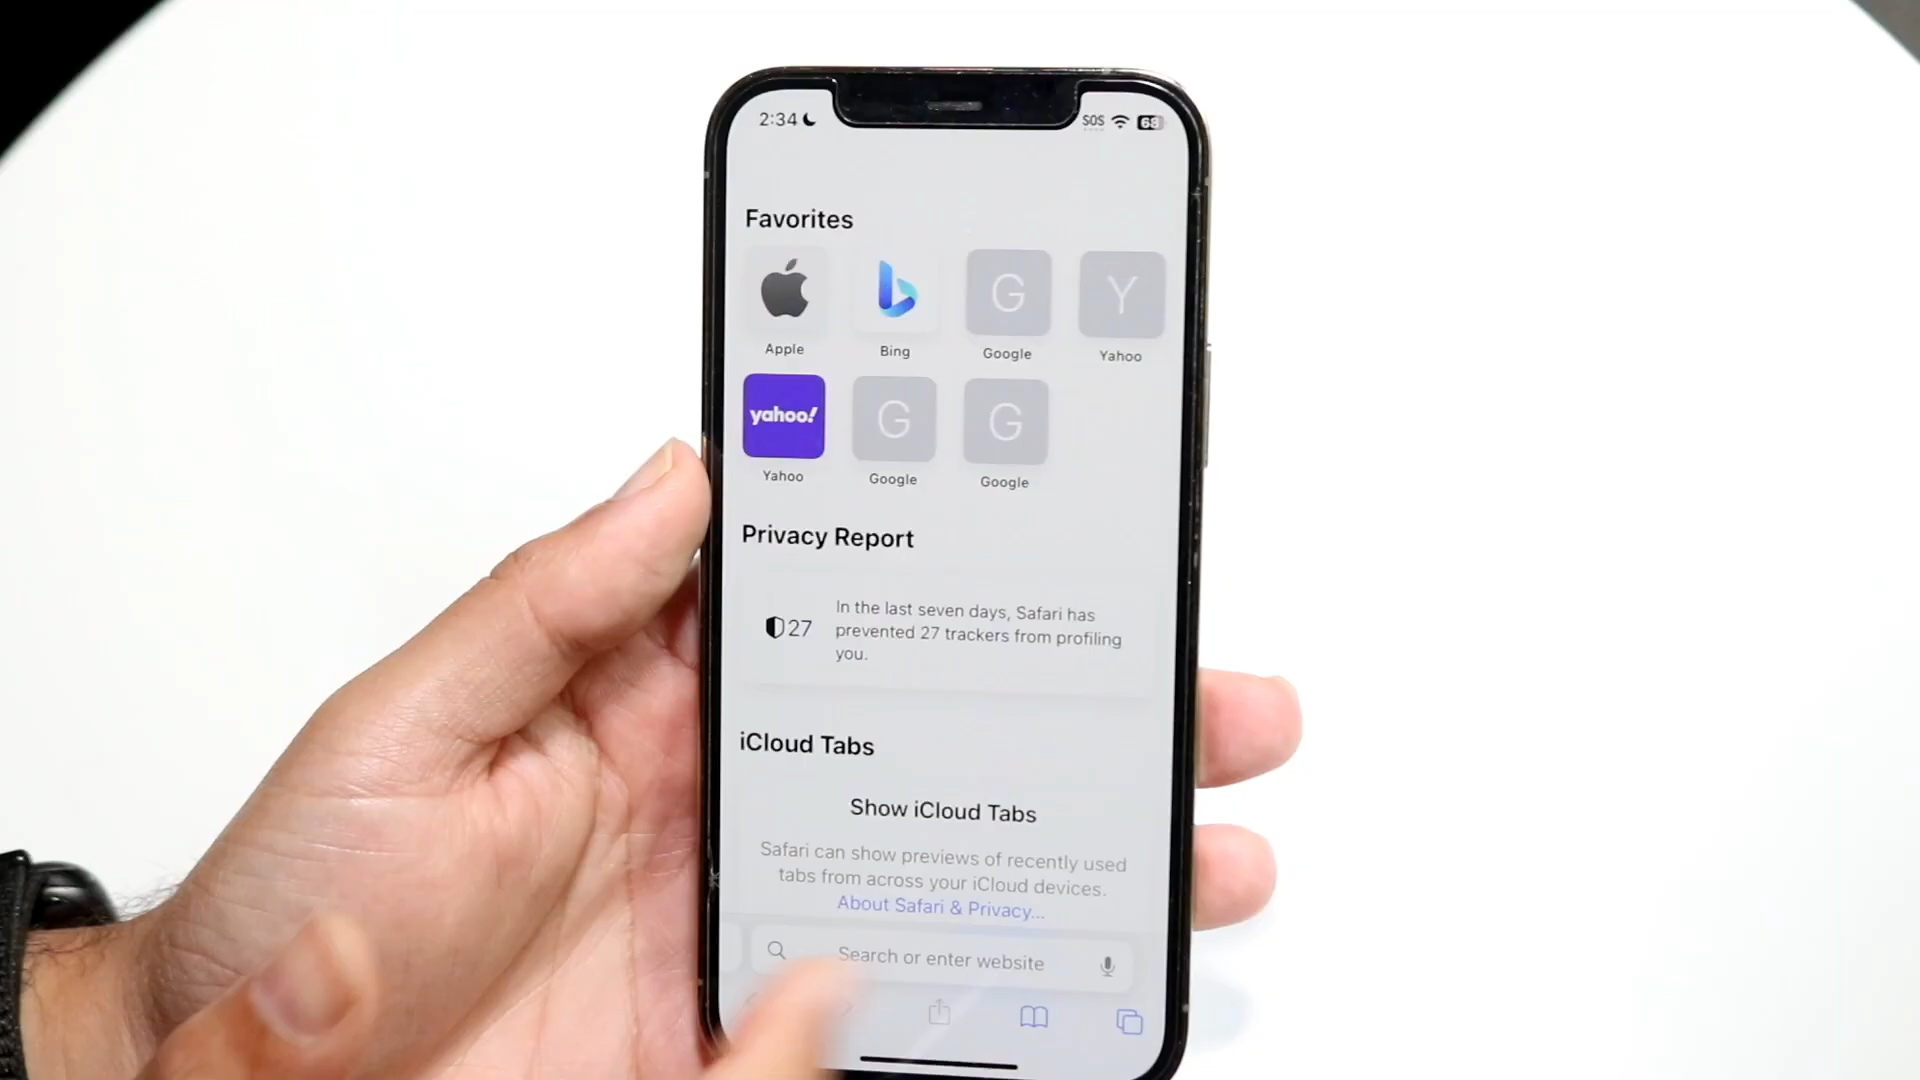 2:34
SOS
68
Favorites
G
Y
Apple
Bing
Google
Yahoo
yahoo!
G
G
Yahoo
Google
Google
Privacy Report
27
In the last seven days, Safari has
prevented 27 trackers from profiling
you.
iCloud Tabs
Show iCloud Tabs
Safari can show previews of recently used
tabs from across your iCloud devices.
About Safari & Privacy...
Search or enter website